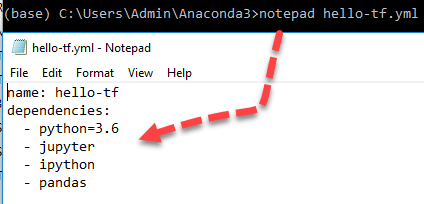 (base) C:\Users\Admin\Anaconda3>notepad hello-tf.yml
hello-tf.yml - Notepad
File Edit Format View Help
name: hello-tf
dependencies:
  - python=3.6
  - jupyter
  - ipython
  - pandas